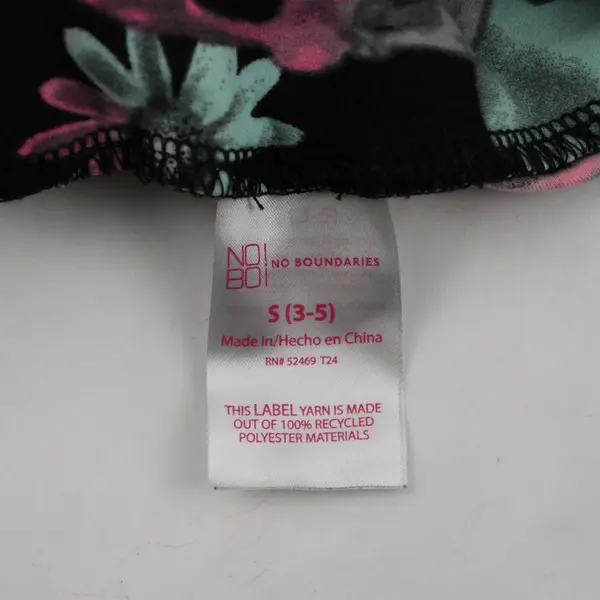 NO!
BO! NO BOUNDARIES
S (3-5)
Made in/Hecho en China
RN# 52469 T24
THIS LABEL YARN IS MADE
OUT OF 100% RECYCLED
POLYESTER MATERIALS